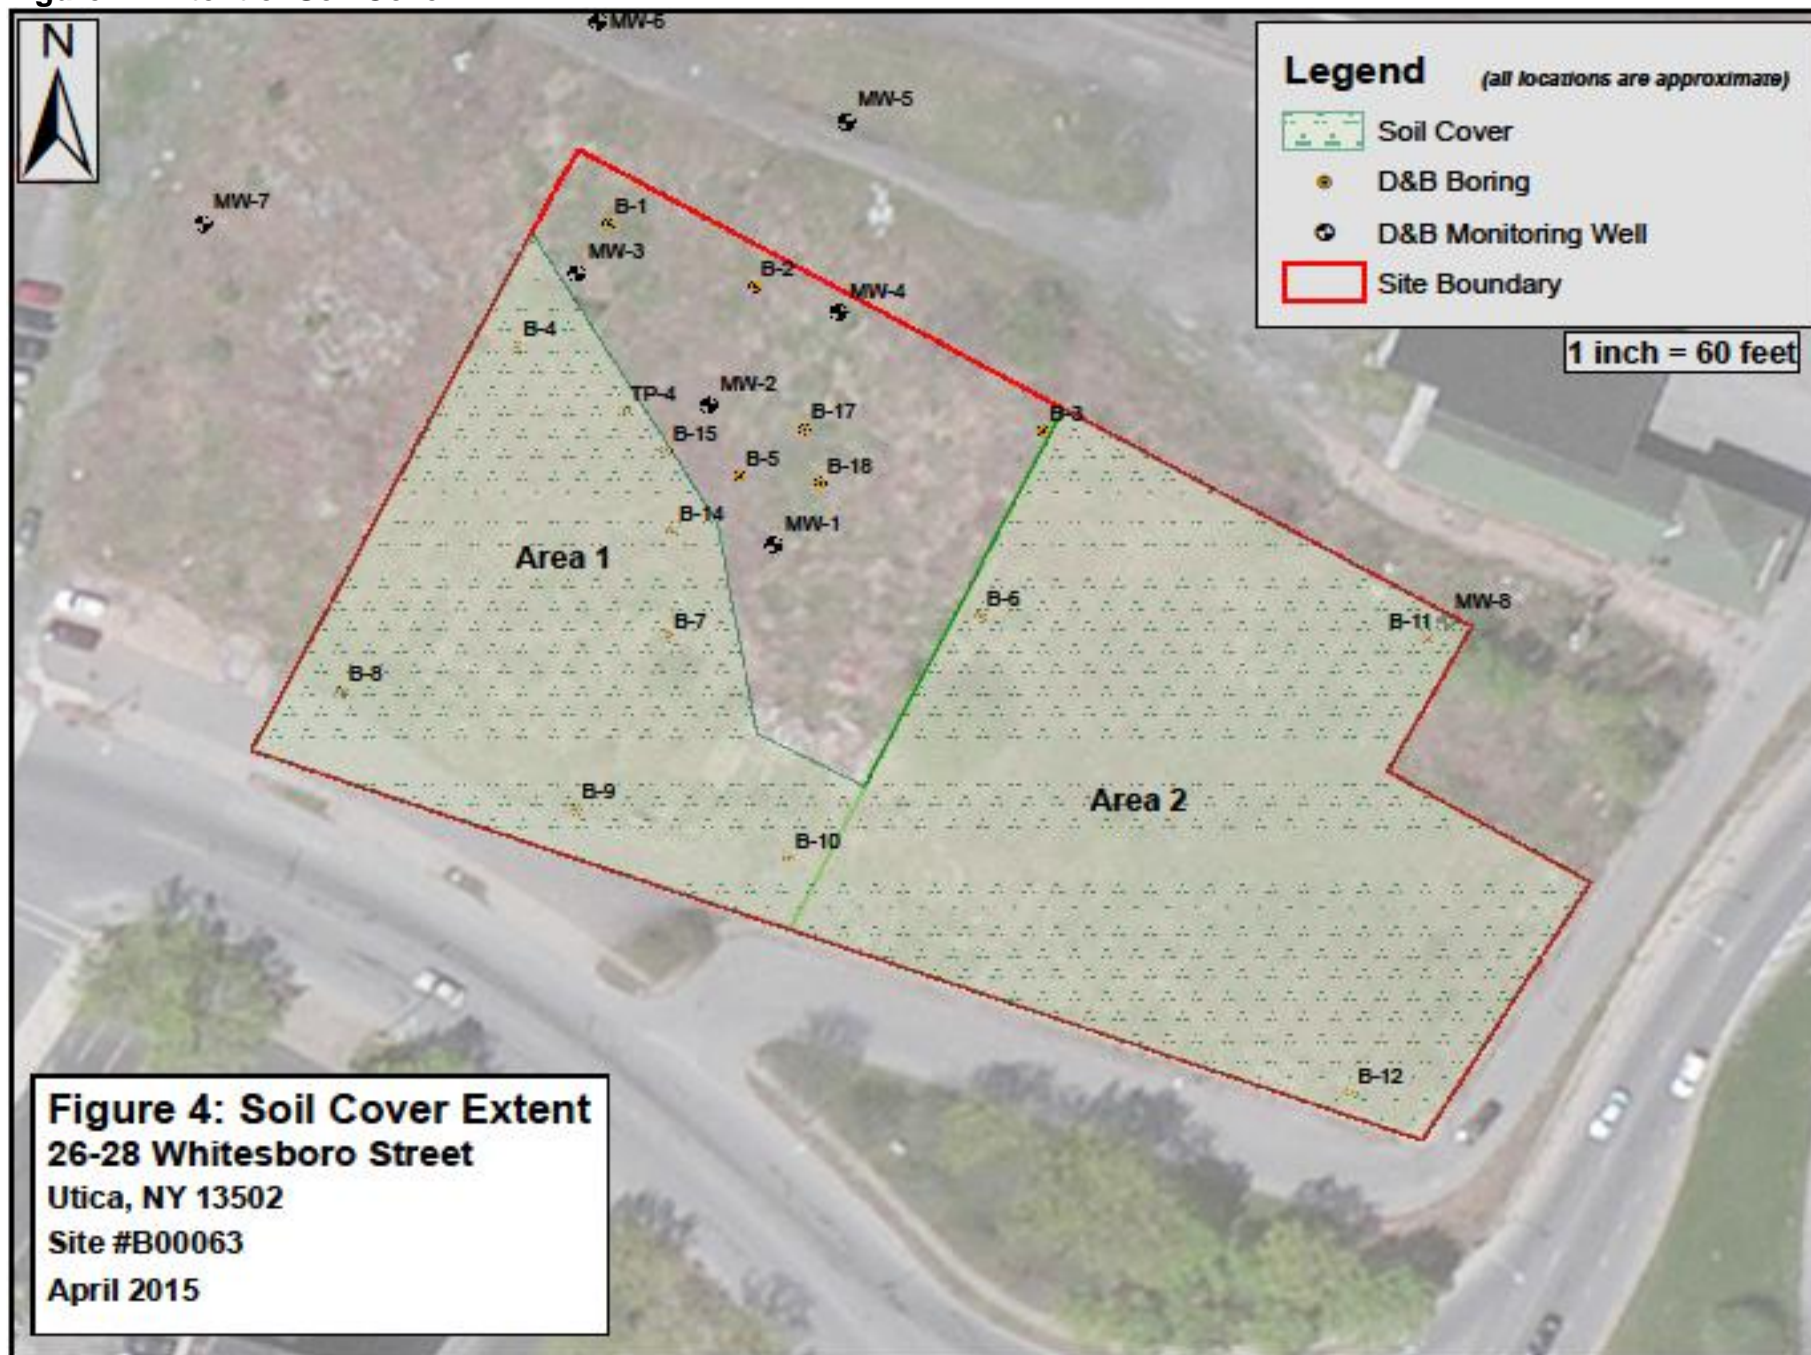 N
MW-6
MW-5
MW-7
B-1
MW-3
B-2
MW-4
B-4
MW-2
TP-4
B-17
B-3
B-15
B-5
B-18
B-14
MW-1
Area 1
B-6
MW-8
B-7
B-11
B-8
B-9
Area 2
B-10
B-12
Legend (all locations are approximate)
Soil Cover
D&B Boring
D&B Monitoring Well
Site Boundary
1 inch = 60 feet
Figure 4: Soil Cover Extent
26-28 Whitesboro Street
Utica, NY 13502
Site #B00063
April 2015